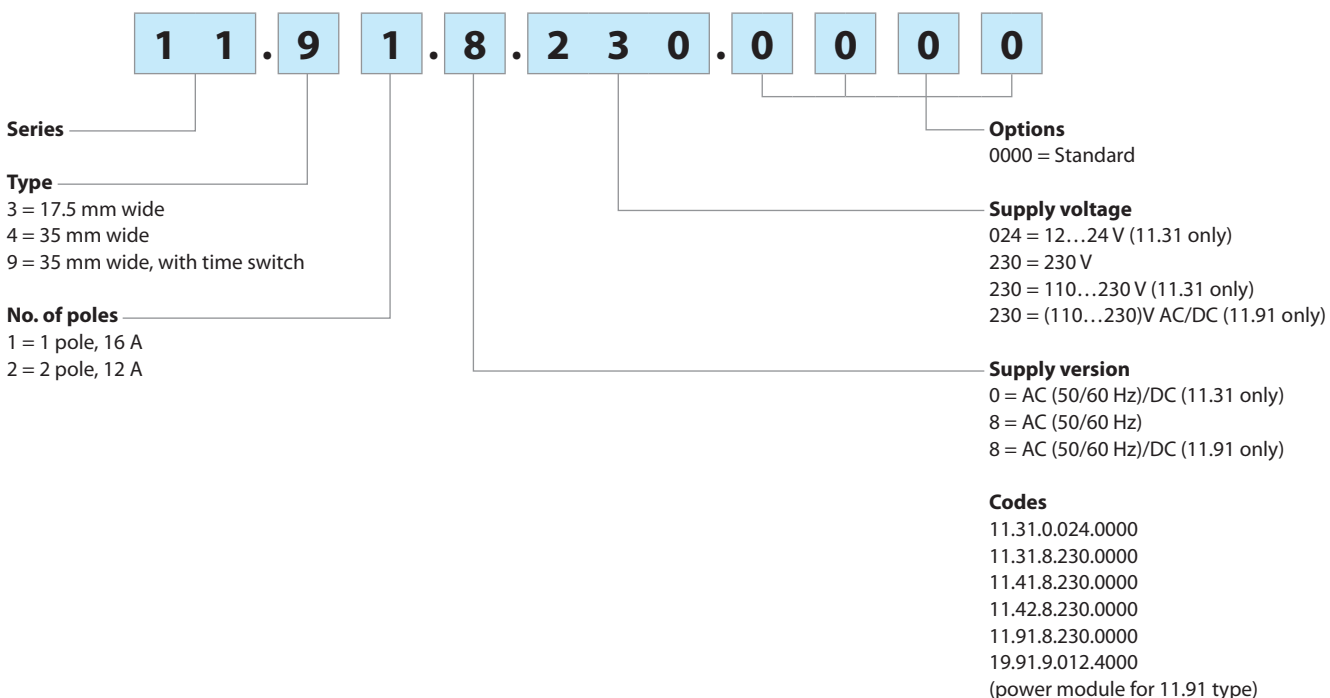 1 1 . 9 1 . 8 . 2 3 0 . 0 0 0 0
Series
Type
3 = 17.5 mm wide
4 = 35 mm wide
9 = 35 mm wide, with time switch
No. of poles
1 = 1 pole, 16 A
2 = 2 pole, 12 A
Options
0000 = Standard
Supply voltage
024 = 12…24 V (11.31 only)
230 = 230 V
230 = 110…230 V (11.31 only)
230 = (110…230)V AC/DC (11.91 only)
Supply version
0 = AC (50/60 Hz)/DC (11.31 only)
8 = AC (50/60 Hz)
8 = AC (50/60 Hz)/DC (11.91 only)
Codes
11.31.0.024.0000
11.31.8.230.0000
11.41.8.230.0000
11.42.8.230.0000
11.91.8.230.0000
19.91.9.012.4000
(power module for 11.91 type)